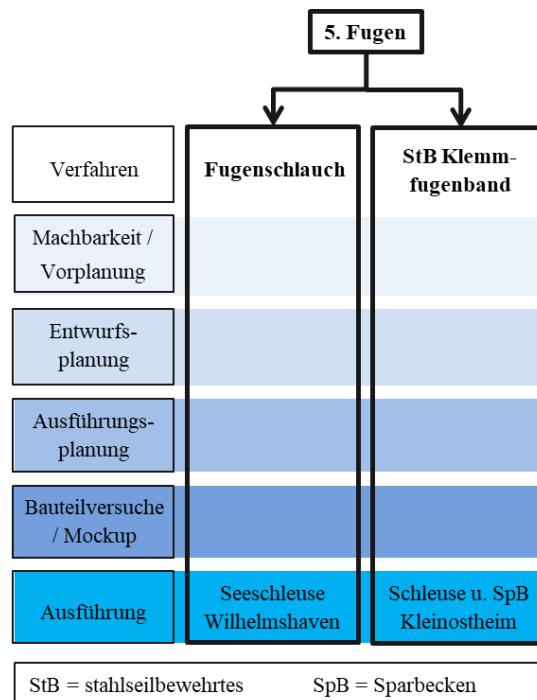 5. Fugen
Verfahren
Fugenschlauch
StB Klemm-
fugenband
Machbarkeit /
Vorplanung
Entwurfs-
planung
Ausführungs-
planung
Bauteilversuche
/ Mockup
Ausführung
Seeschleuse
Wilhelmshaven
Schleuse u. SpB
Kleinostheim
StB = stahlseilbewehrtes SpB = Sparbecken